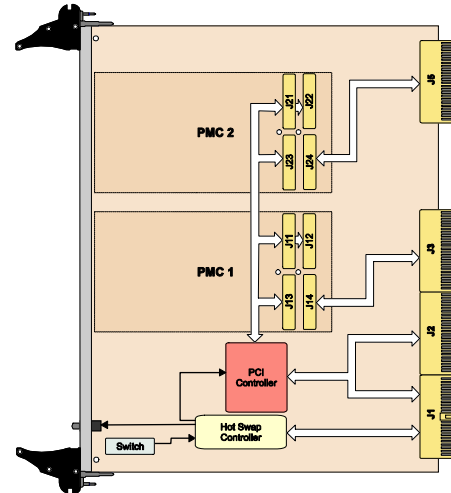 J21
J22
J5
PMC 2
J23
J24
J11
J12
J3
PMC 1
J13
J14
J2
PCI
Controller
J1
Hot Swap
Controller
Switch